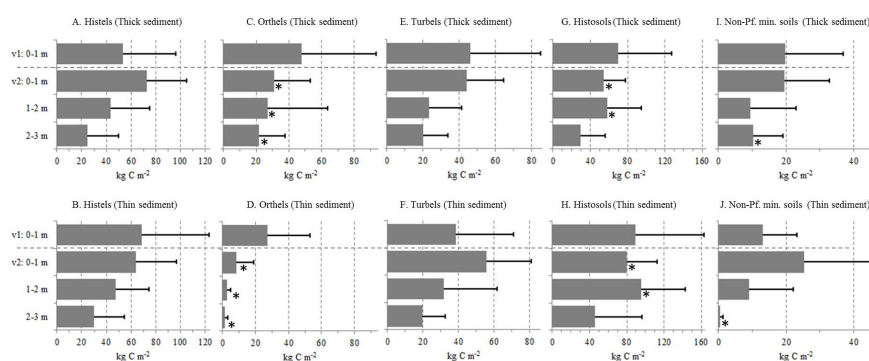 A. Histels (Thick sediment) C. Orthels (Thick sediment) E. Turbels (Thick sediment) G. Histosols (Thick sediment) I. Non-Pf. min. soils (Thick sediment)
v1: 0-1 m
v2: 0-1 m
* *
1-2 m
* *
2-3 m
* *
0 20 40 60 80 100 120 0 20 40 60 80 0 20 40 60 80 0 40 80 120 160 0 20 40
kg C m-2 kg C m-2 kg C m-2 kg C m-2 kg C m-2
B. Histels (Thin sediment) D. Orthels (Thin sediment) F. Turbels (Thin sediment) H. Histosols (Thin sediment) J. Non-Pf. min. soils (Thin sediment)
v1: 0-1 m
v2: 0-1 m
* *
1-2 m
* *
2-3 m
* *
0 20 40 60 80 100 120 0 20 40 60 80 0 20 40 60 80 0 40 80 120 160 0 20 40
kg C m-2 kg C m-2 kg C m-2 kg C m-2 kg C m-2